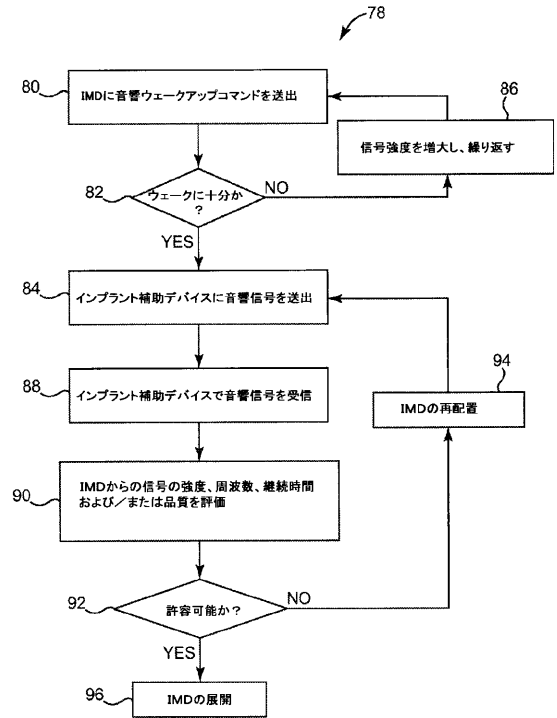 78
80
IMDに音響ウェークアップコマンドを送出
86
信号強度を増大し、繰り返す
82
ウェークに十分か
?
NO
YES
84
インプラント補助デバイスに音響信号を送出
88
インプラント補助デバイスで音響信号を受信
94
IMDの再配置
90
IMDからの信号の強度、周波数、継続時間
および/または品質を評価
92
許容可能か?
NO
YES
96
IMDの展開